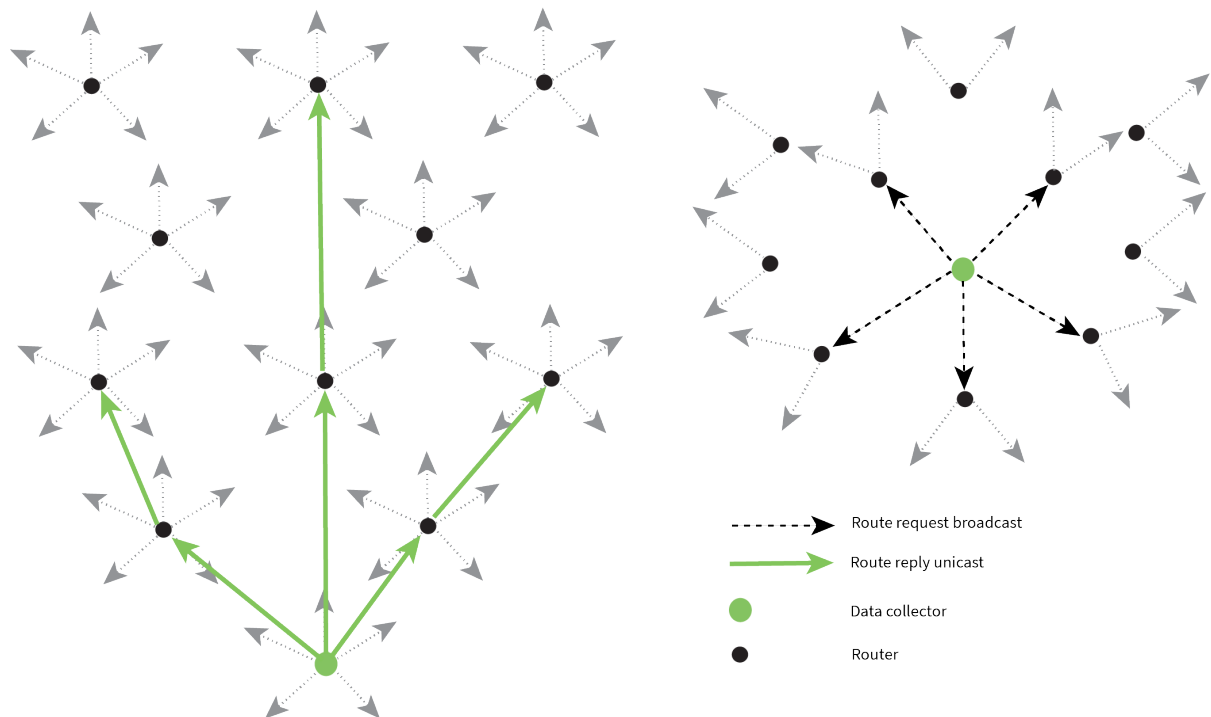 Route request broadcast
Route reply unicast
Data collector
Router